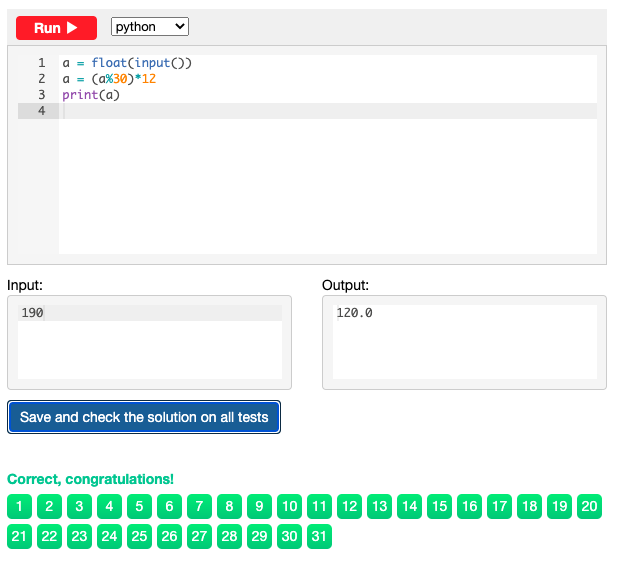 Run python
1 a = float(input())
2 a = (a%30)*12
3 print(a)
4
Input: Output:
190 120.0
Save and check the solution on all tests
Correct, congratulations!
1 2 3 4 5 6 7 8 9 10 11 12 13 14 15 16 17 18 19 20
21 22 23 24 25 26 27 28 29 30 31